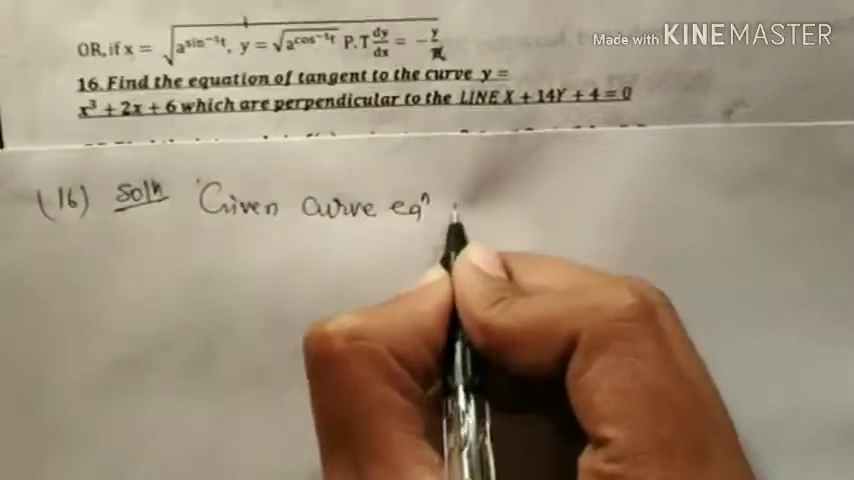 Made with KINEMASTER
OR, if x = √a^sin⁻¹t, y = √a^cos⁻¹t P.T dy/dx = − y/x
16. Find the equation of tangent to the curve y =
x³ + 2x + 6 which are perpendicular to the LINE X + 14Y + 4 = 0
(16) Solⁿ Given Curve eqⁿ